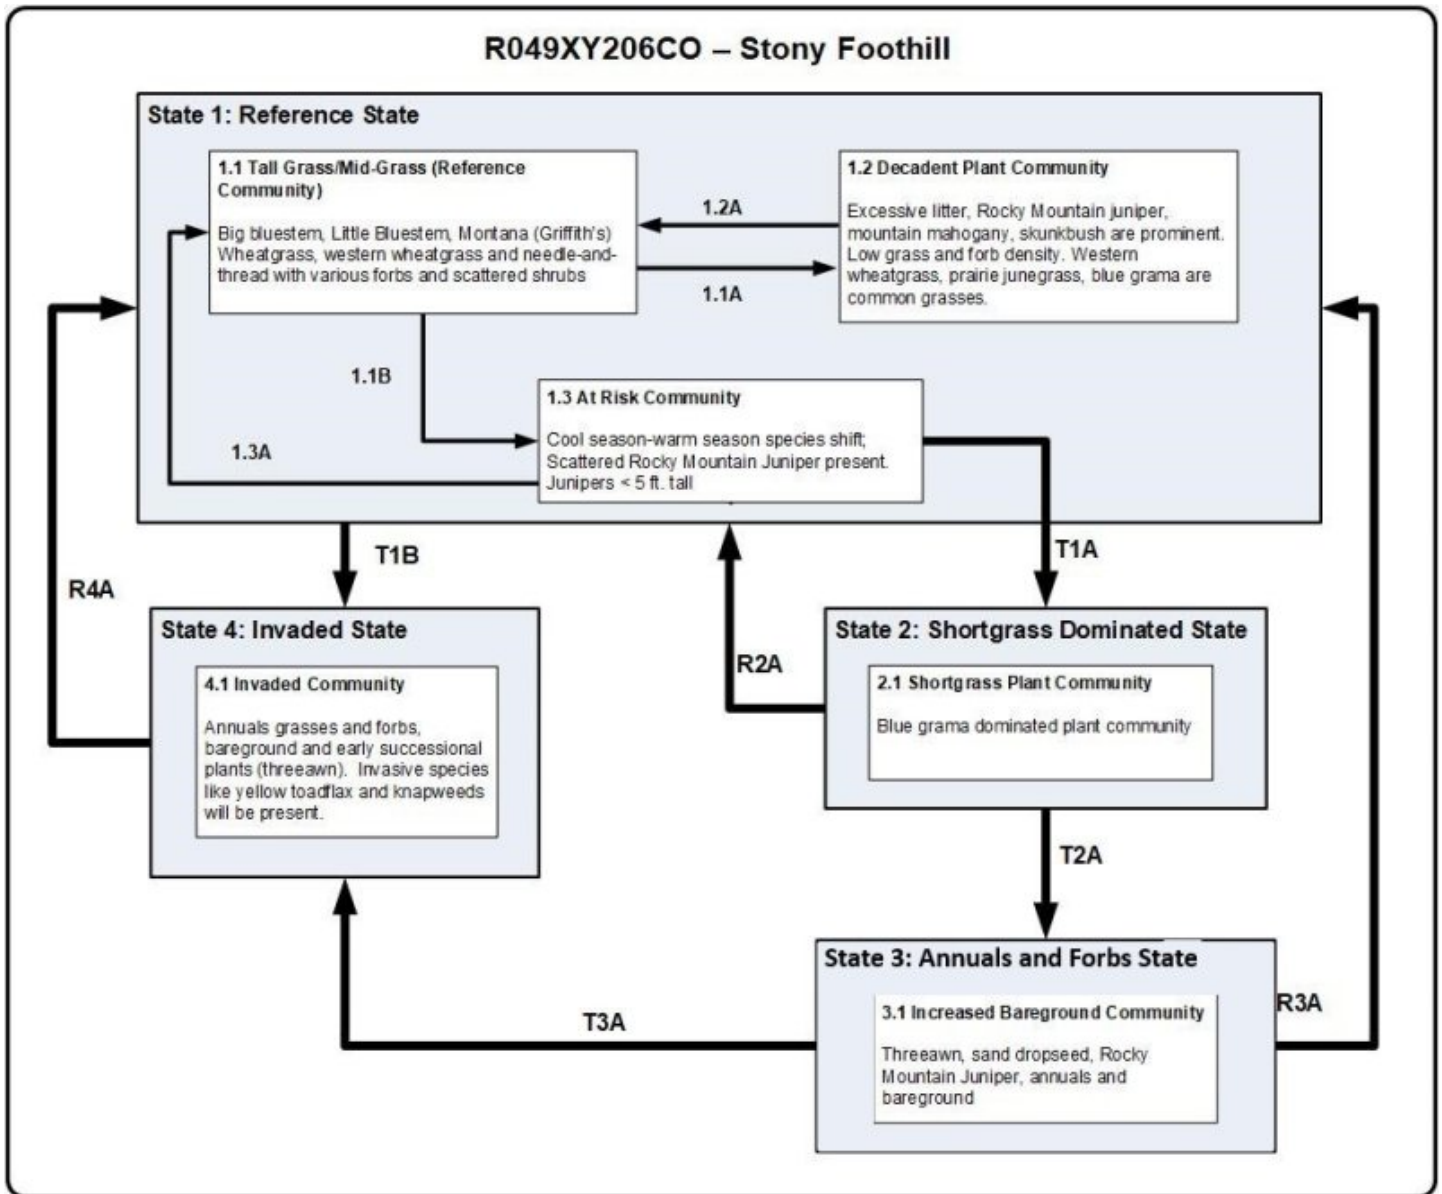 R049XY206CO – Stony Foothill
State 1: Reference State
1.1 Tall Grass/Mid-Grass (Reference
Community)
Big bluestem, Little Bluestem, Montana (Griffith's)
Wheatgrass, western wheatgrass and needle-and-
thread with various forbs and scattered shrubs
1.2A
1.1A
1.2 Decadent Plant Community
Excessive litter, Rocky Mountain juniper,
mountain mahogany, skunkbush are prominent.
Low grass and forb density. Western
wheatgrass, prairie junegrass, blue grama are
common grasses.
1.1B
1.3A
1.3 At Risk Community
Cool season-warm season species shift;
Scattered Rocky Mountain Juniper present.
Junipers < 5 ft. tall
T1B
T1A
R4A
State 4: Invaded State
4.1 Invaded Community
Annuals grasses and forbs,
bareground and early successional
plants (threeawn). Invasive species
like yellow toadflax and knapweeds
will be present.
R2A
State 2: Shortgrass Dominated State
2.1 Shortgrass Plant Community
Blue grama dominated plant community
T2A
State 3: Annuals and Forbs State
3.1 Increased Bareground Community
Threeawn, sand dropseed, Rocky
Mountain Juniper, annuals and
bareground
R3A
T3A